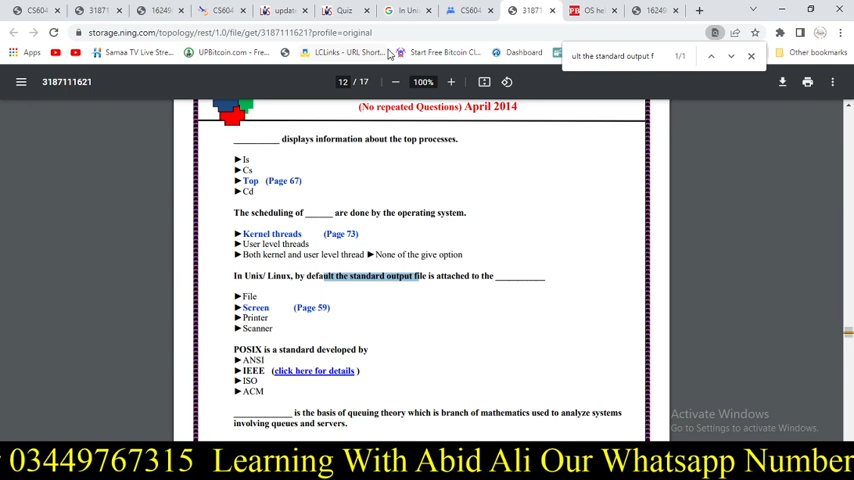 CS604
3187
16249
CS604
updat
Quiz
In Uni
CS604
3187
OS he
16249
storage.ning.com/topology/rest/1.0/file/get/3187111621?profile=original
Apps
Samaa TV Live Stre...
UPBitcoin.com - Fre...
LCLinks - URL Short...
Start Free Bitcoin Cl...
Dashboard
Other bookmarks
ult the standard output f
1/1
3187111621
12 / 17
100%
(No repeated Questions) April 2014
__________ displays information about the top processes.
►Is
►Cs
►Top (Page 67)
►Cd
The scheduling of ______ are done by the operating system.
►Kernel threads (Page 73)
►User level threads
►Both kernel and user level thread ►None of the give option
In Unix/ Linux, by default the standard output file is attached to the ___________
►File
►Screen (Page 59)
►Printer
►Scanner
POSIX is a standard developed by
►ANSI
►IEEE (click here for details )
►ISO
►ACM
_____________ is the basis of queuing theory which is branch of mathematics used to analyze systems
involving queues and servers.
Activate Windows
Go to Settings to activate Windows.
03449767315 Learning With Abid Ali Our Whatsapp Number